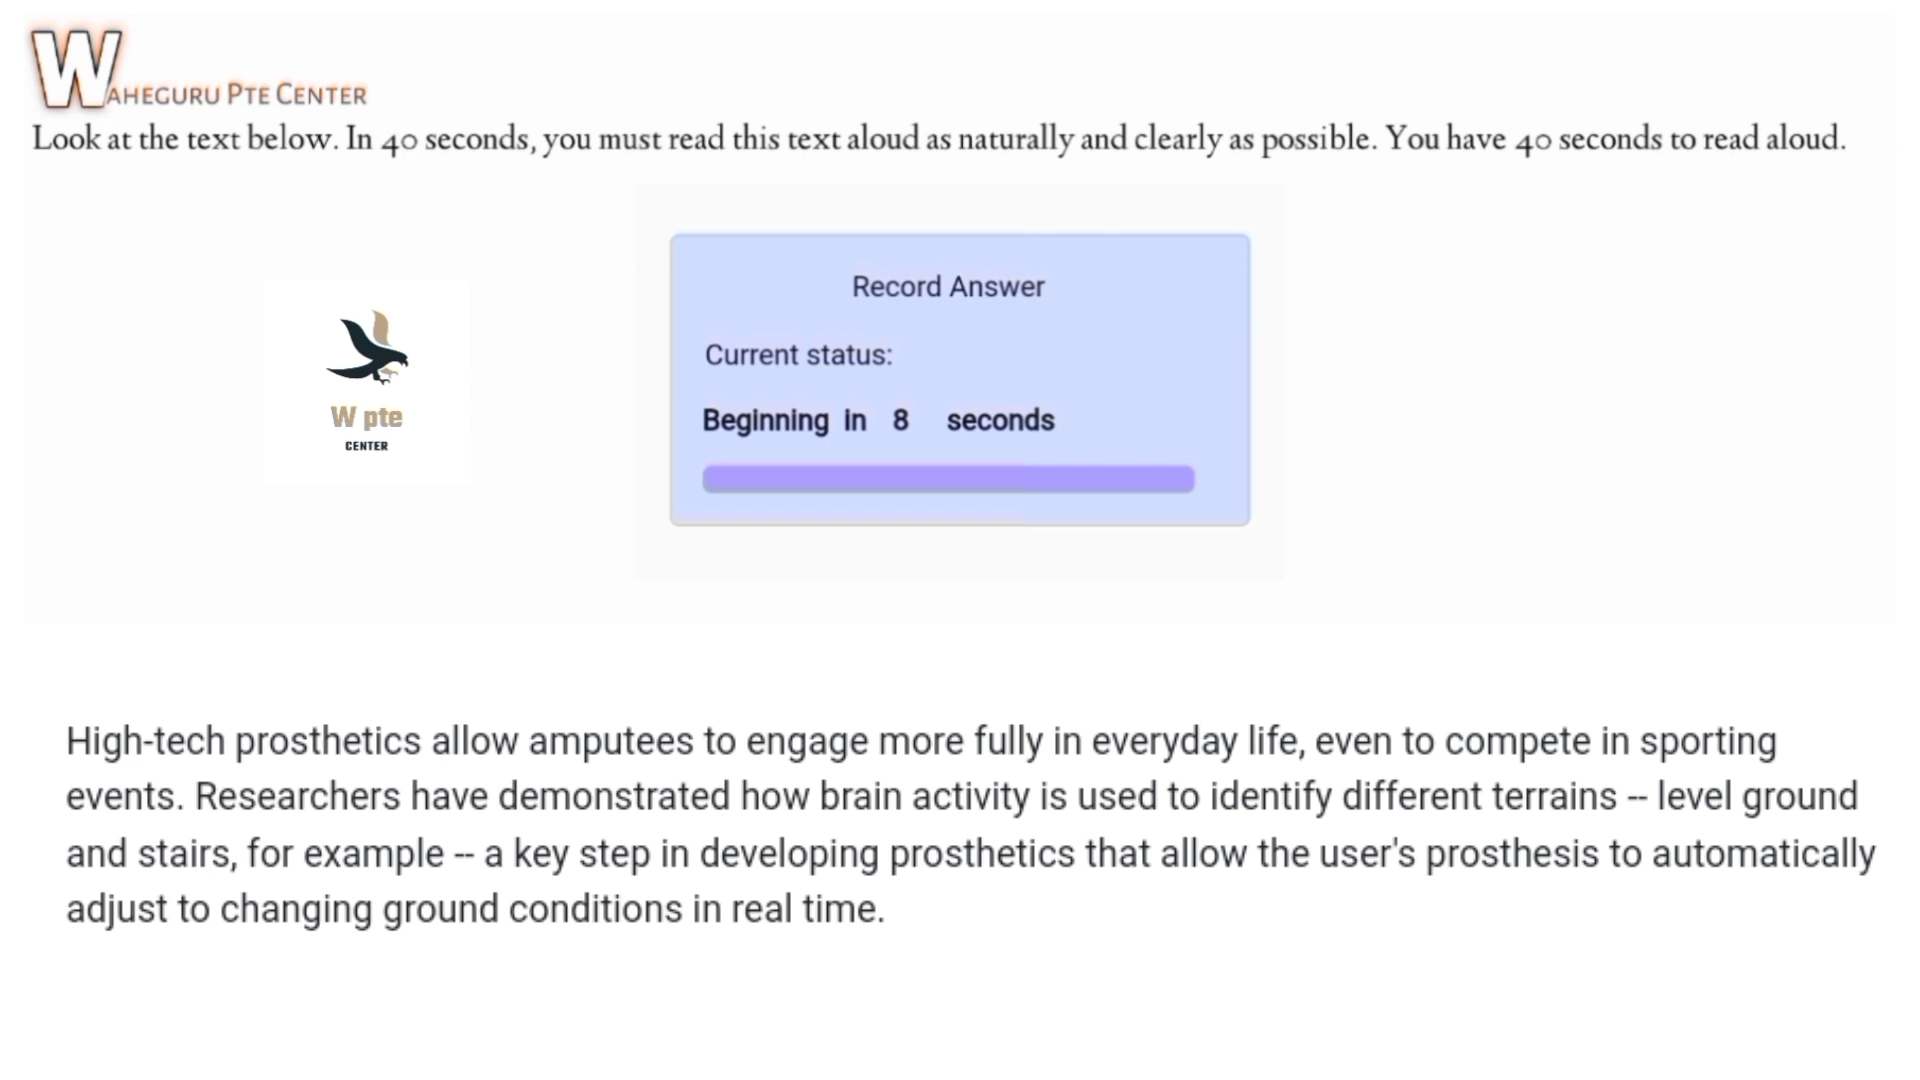 WAHEGURU PTE CENTER
Look at the text below. In 40 seconds, you must read this text aloud as naturally and clearly as possible. You have 40 seconds to read aloud.
Record Answer
Current status:
Beginning in 8 seconds
W pte
CENTER
High-tech prosthetics allow amputees to engage more fully in everyday life, even to compete in sporting
events. Researchers have demonstrated how brain activity is used to identify different terrains -- level ground
and stairs, for example -- a key step in developing prosthetics that allow the user's prosthesis to automatically
adjust to changing ground conditions in real time.